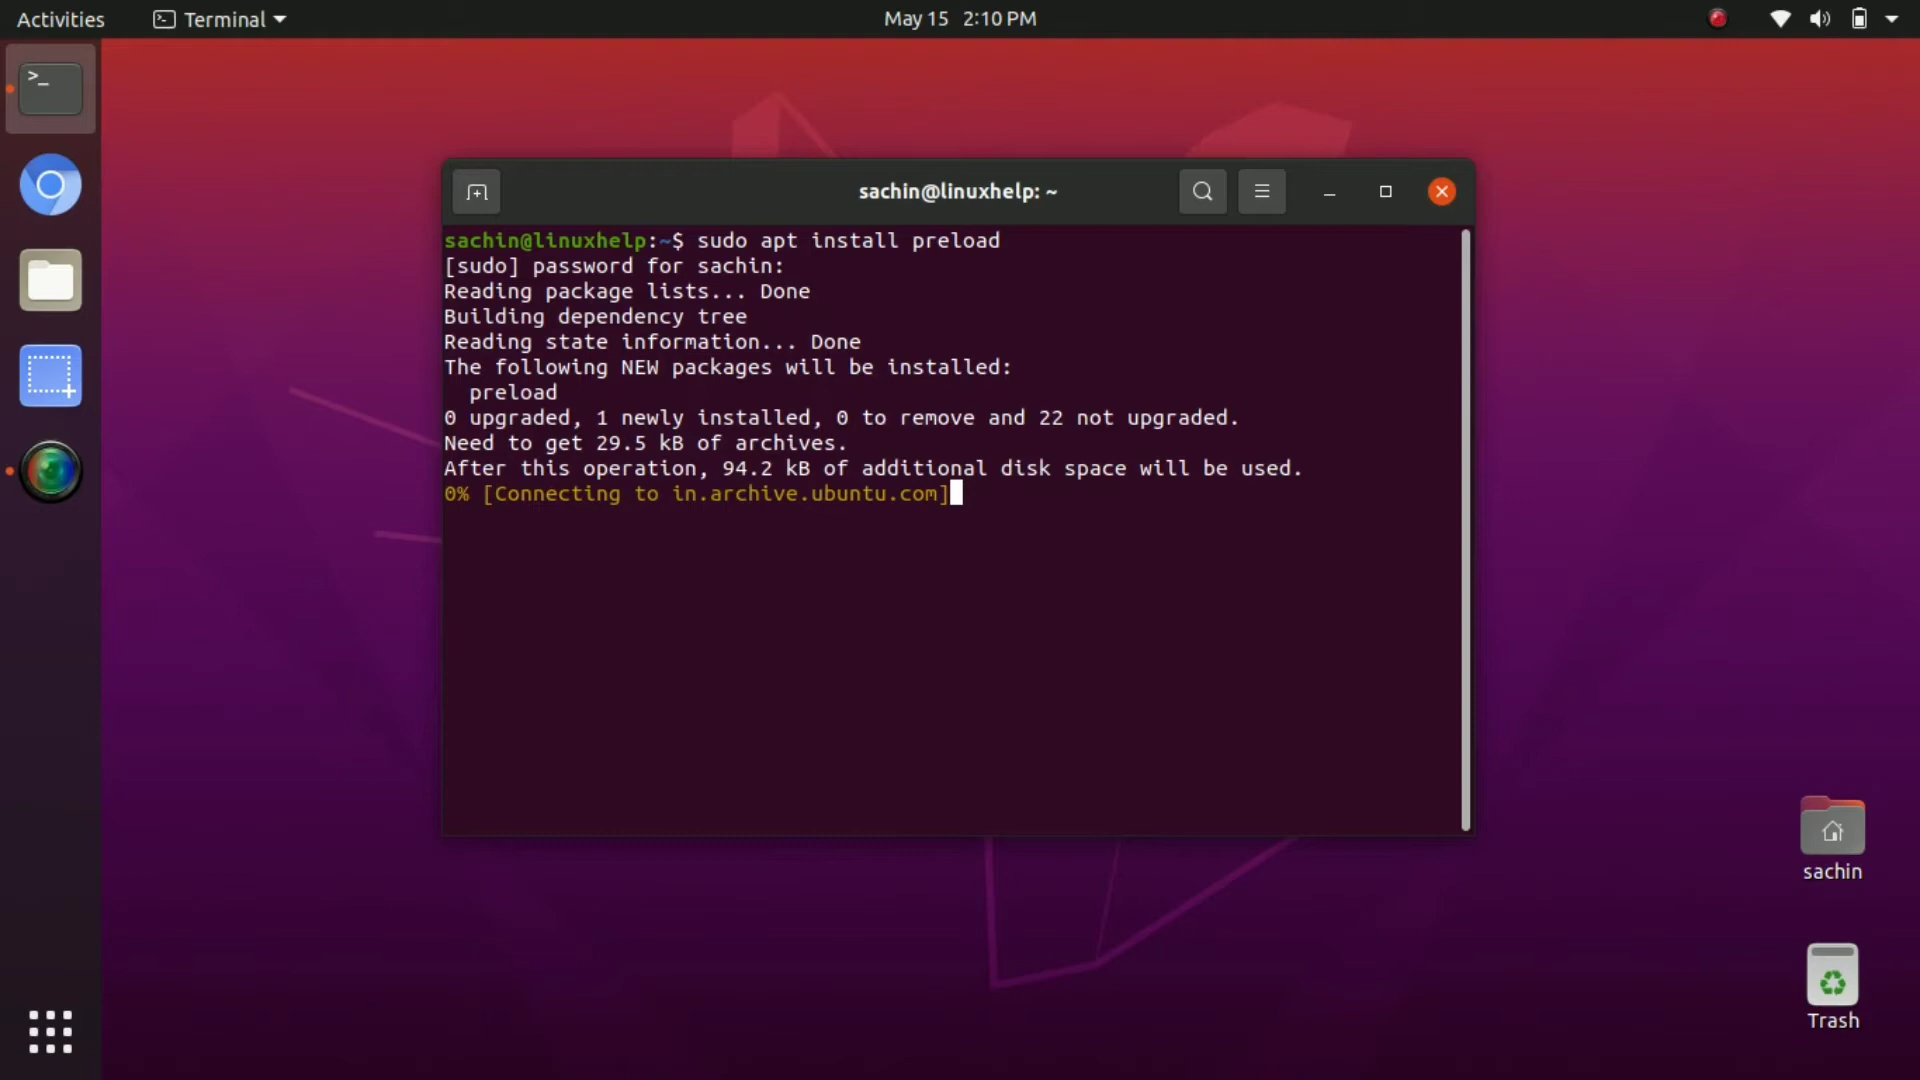 Activities
Terminal
May 15 2:10 PM
sachin@linuxhelp: ~
sachin@linuxhelp:~$ sudo apt install preload
[sudo] password for sachin:
Reading package lists... Done
Building dependency tree
Reading state information... Done
The following NEW packages will be installed:
preload
0 upgraded, 1 newly installed, 0 to remove and 22 not upgraded.
Need to get 29.5 kB of archives.
After this operation, 94.2 kB of additional disk space will be used.
0% [Connecting to in.archive.ubuntu.com]
sachin
Trash